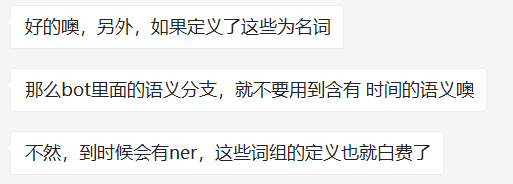 好的噢，另外，如果定义了这些为名词
那么bot里面的语义分支，就不要用到含有 时间的语义噢
不然，到时候会有ner，这些词组的定义也就白费了